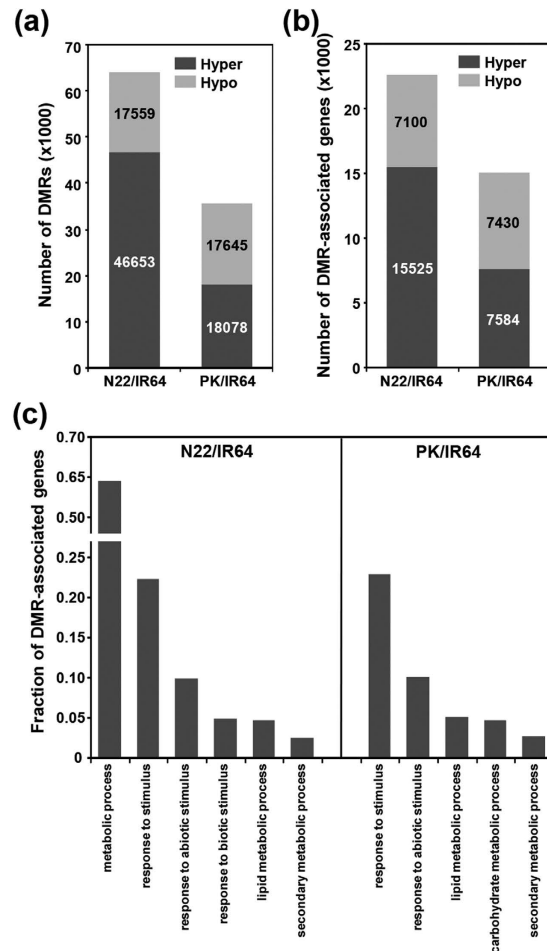 (a)
(b)
Number of DMRs (x1000)
70
60
50
40
30
20
10
0
Hyper
Hypo
17559
46653
17645
18078
N22/IR64
PK/IR64
Number of DMR-associated genes (x1000)
25
20
15
10
5
0
Hyper
Hypo
7100
15525
7430
7584
N22/IR64
PK/IR64
(c)
Fraction of DMR-associated genes
0.70
0.65
0.50
0.25
0.20
0.15
0.10
0.05
0
N22/IR64
PK/IR64
metabolic process
response to stimulus
response to abiotic stimulus
response to biotic stimulus
lipid metabolic process
secondary metabolic process
response to stimulus
response to abiotic stimulus
lipid metabolic process
carbohydrate metabolic process
secondary metabolic process